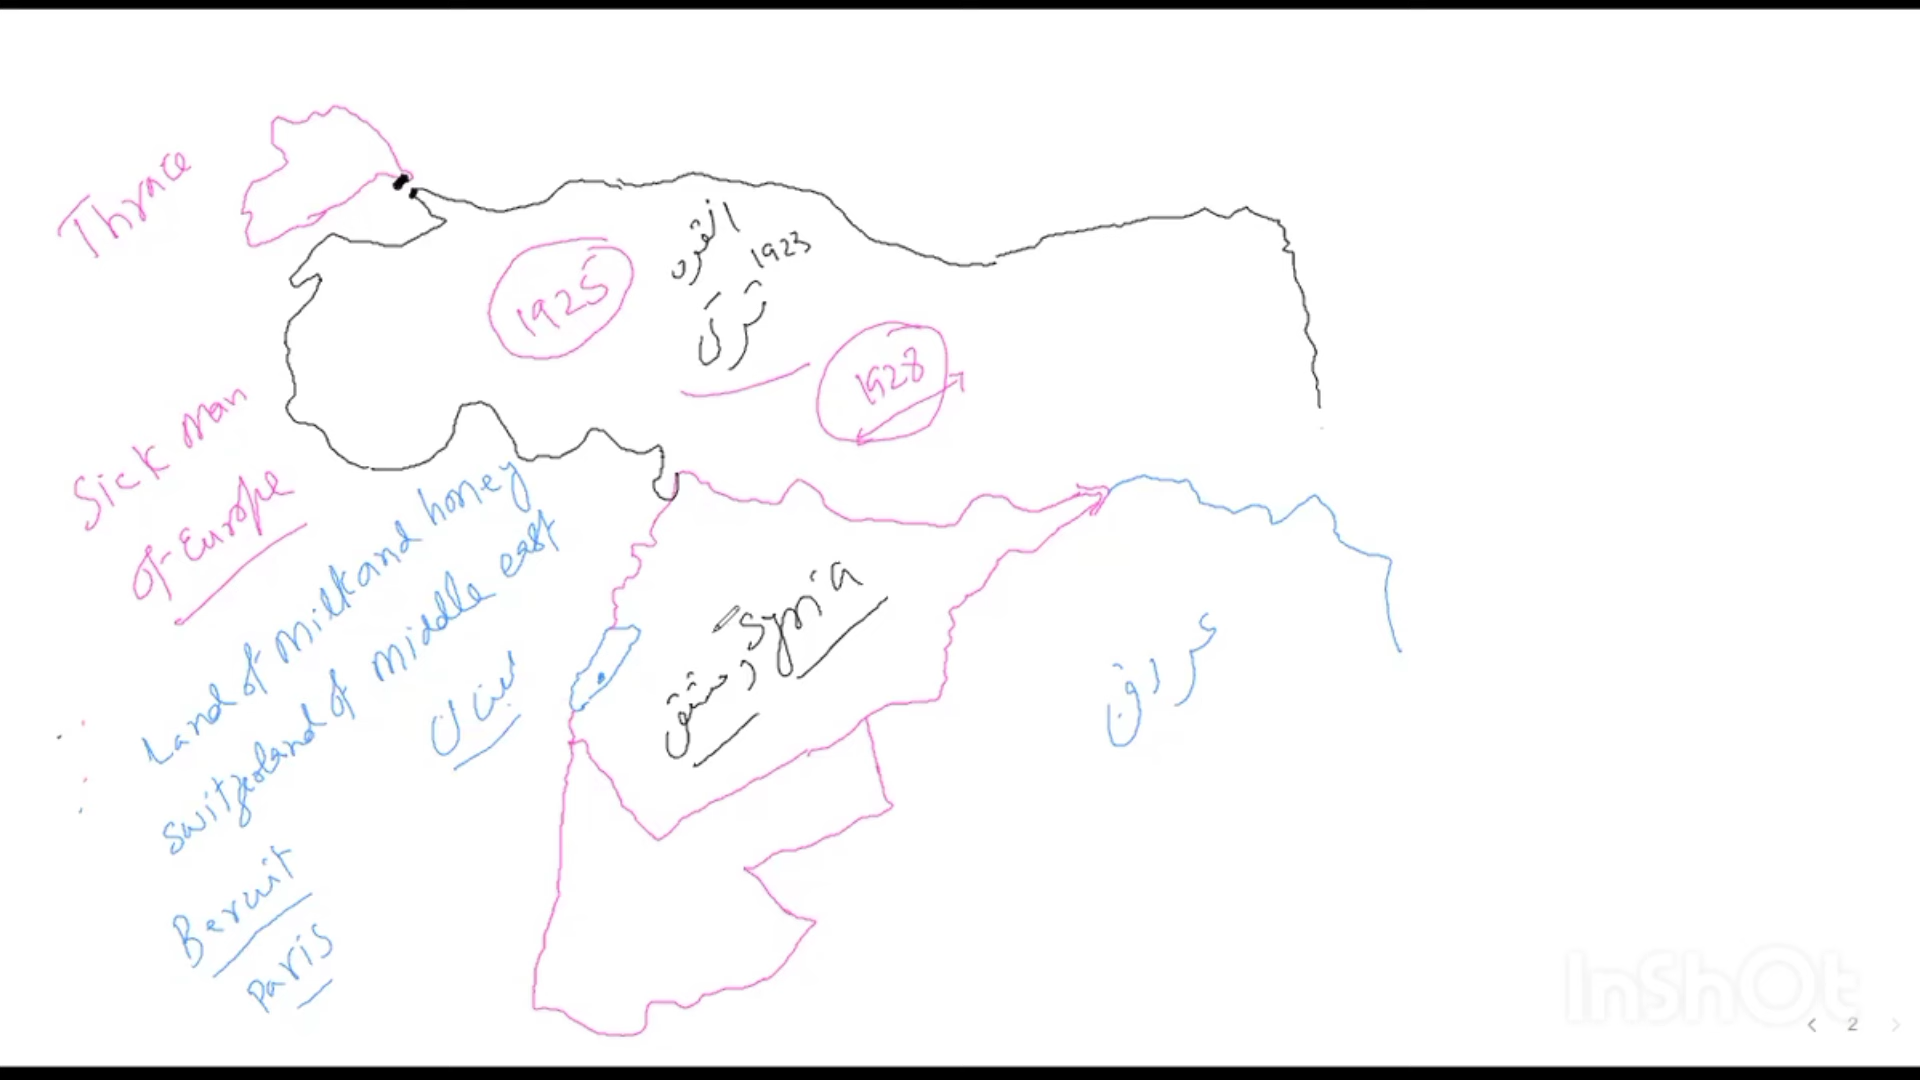 Thrace
انقرہ
1923
ترکی
1925
1928
Sick man
of Europe
Land of Milk and honey
Switzerland of Middle east
لبنان
Beruit
Paris
Syria
دمشق
عراق
InShOt
2